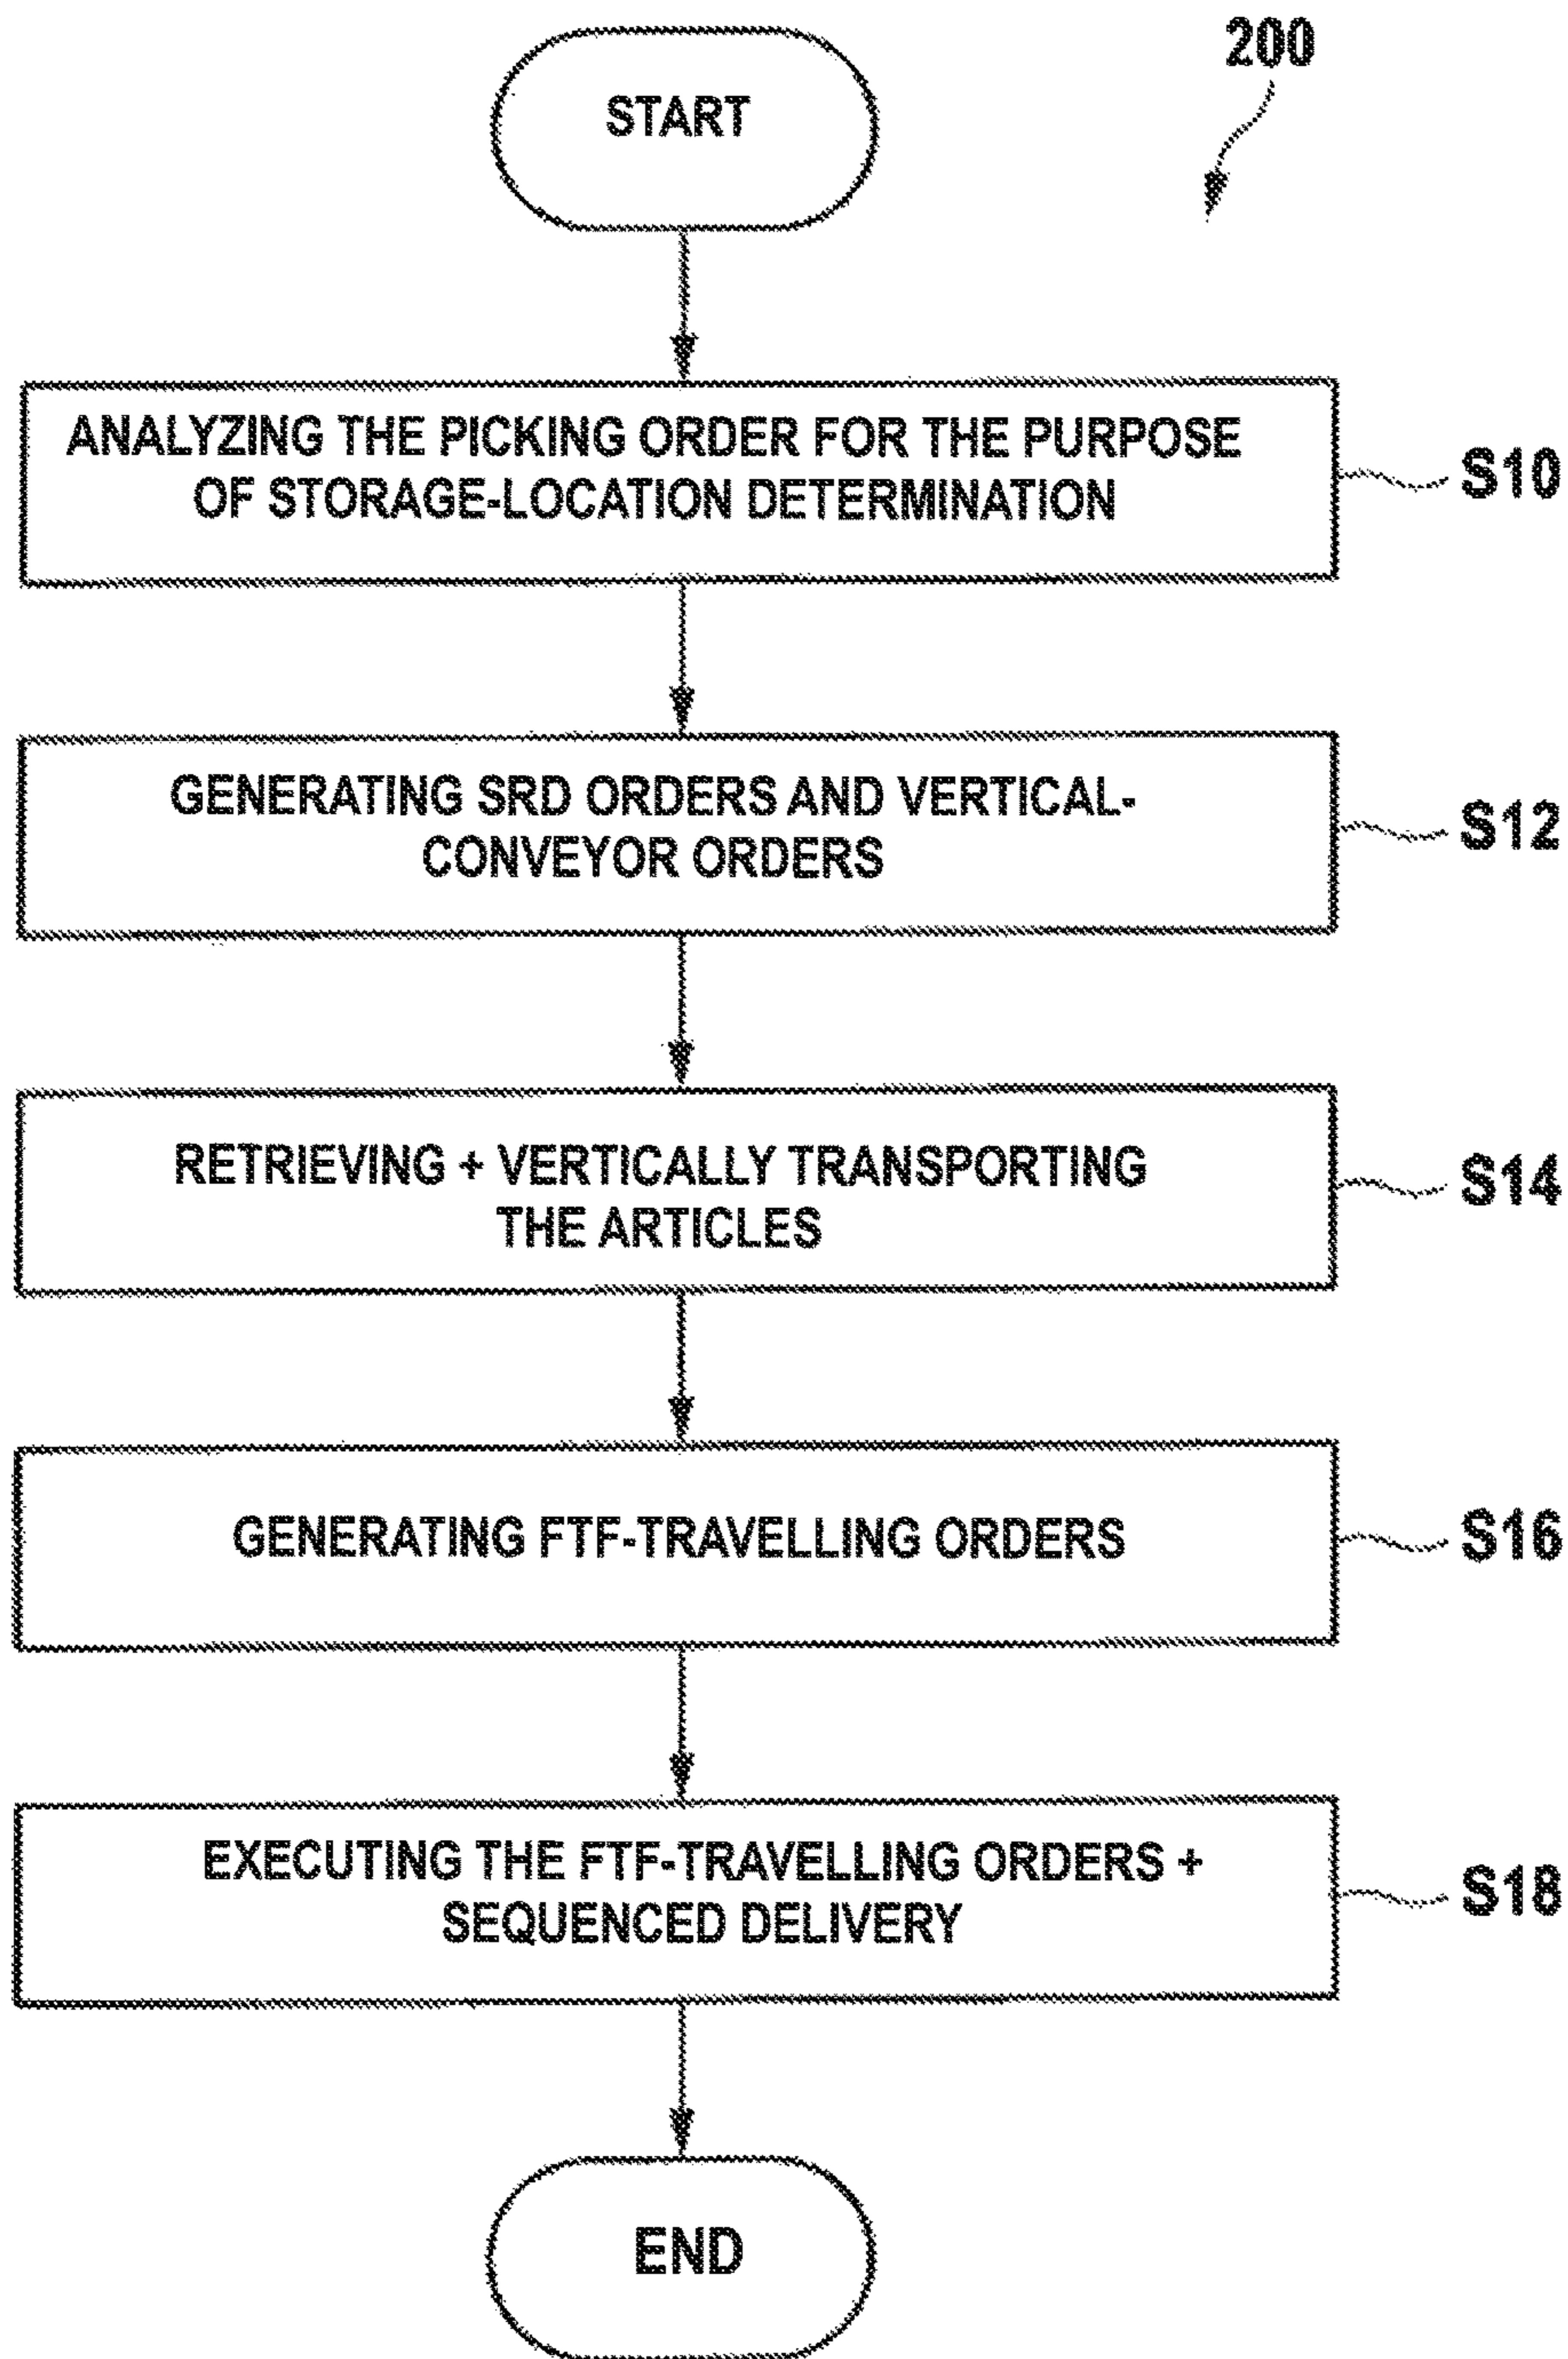 200
START
ANALYZING THE PICKING ORDER FOR THE PURPOSE
OF STORAGE-LOCATION DETERMINATION
S10
GENERATING SRD ORDERS AND VERTICAL-
CONVEYOR ORDERS
S12
RETRIEVING + VERTICALLY TRANSPORTING
THE ARTICLES
S14
GENERATING FTF-TRAVELLING ORDERS
S16
EXECUTING THE FTF-TRAVELLING ORDERS +
SEQUENCED DELIVERY
S18
END